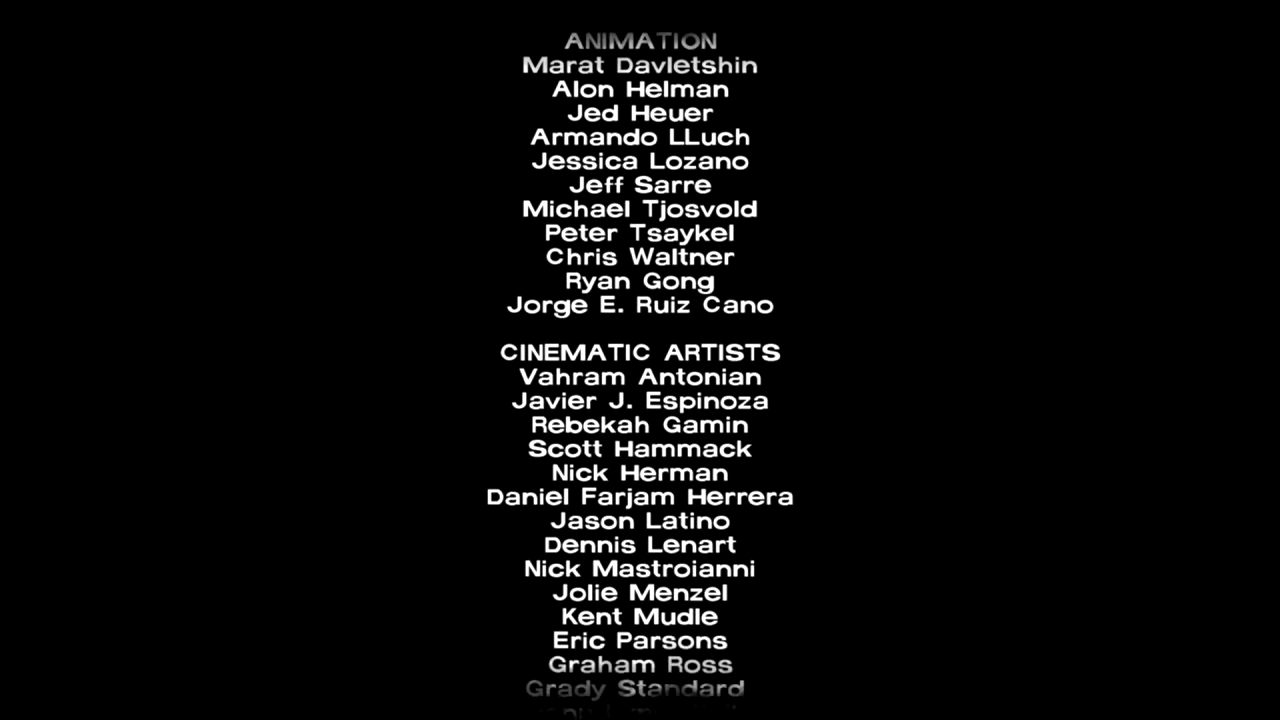 ANIMATION
Marat Davletshin
Alon Helman
Jed Heuer
Armando LLuch
Jessica Lozano
Jeff Sarre
Michael Tjosvold
Peter Tsaykel
Chris Waltner
Ryan Gong
Jorge E. Ruiz Cano
CINEMATIC ARTISTS
Vahram Antonian
Javier J. Espinoza
Rebekah Gamin
Scott Hammack
Nick Herman
Daniel Farjam Herrera
Jason Latino
Dennis Lenart
Nick Mastroianni
Jolie Menzel
Kent Mudle
Eric Parsons
Graham Ross
Grady Standard